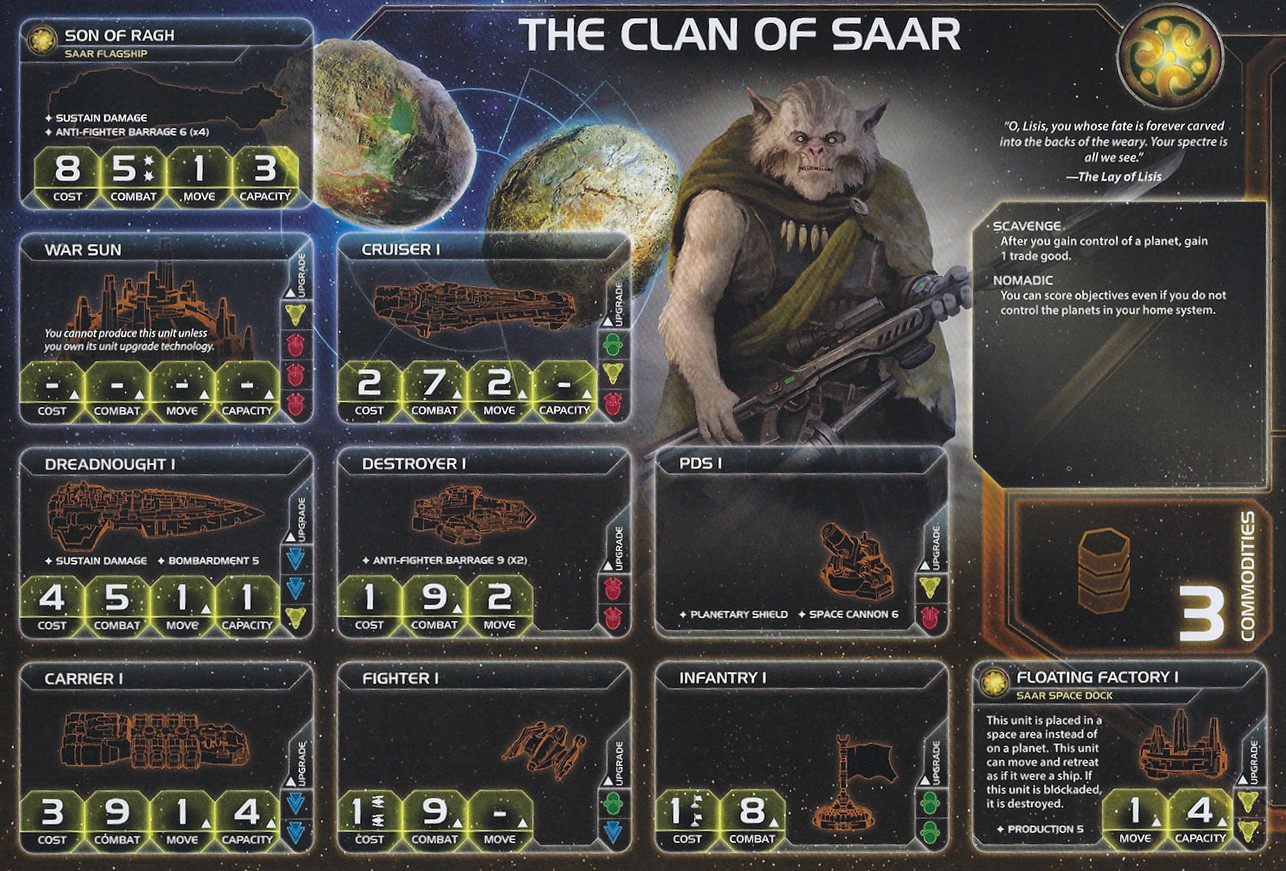 THE CLAN OF SAAR
SON OF RAGH
SAAR FLAGSHIP
✦ SUSTAIN DAMAGE
✦ ANTI-FIGHTER BARRAGE 6 (x4)
8 5 1 3
COST COMBAT MOVE CAPACITY
"O, Lisis, you whose fate is forever carved
into the backs of the weary. Your spectre is
all we see."
—The Lay of Lisis
SCAVENGE
After you gain control of a planet, gain
1 trade good.
NOMADIC
You can score objectives even if you do not
control the planets in your home system.
WAR SUN
UPGRADE
You cannot produce this unit unless
you own its unit upgrade technology.
- - - -
COST COMBAT MOVE CAPACITY
CRUISER I
UPGRADE
2 7 2 -
COST COMBAT MOVE CAPACITY
DREADNOUGHT I
UPGRADE
✦ SUSTAIN DAMAGE ✦ BOMBARDMENT 5
4 5 1 1
COST COMBAT MOVE CAPACITY
DESTROYER I
UPGRADE
✦ ANTI-FIGHTER BARRAGE 9 (X2)
1 9 2
COST COMBAT MOVE
PDS I
UPGRADE
✦ PLANETARY SHIELD ✦ SPACE CANNON 6
3
COMMODITIES
CARRIER I
UPGRADE
3 9 1 4
COST COMBAT MOVE CAPACITY
FIGHTER I
UPGRADE
1 9 -
COST COMBAT MOVE
INFANTRY I
UPGRADE
1 8
COST COMBAT
FLOATING FACTORY I
SAAR SPACE DOCK
This unit is placed in a
space area instead of
on a planet. This unit
can move and retreat
as if it were a ship. If
this unit is blockaded,
it is destroyed.
✦ PRODUCTION 5
UPGRADE
1 4
MOVE CAPACITY